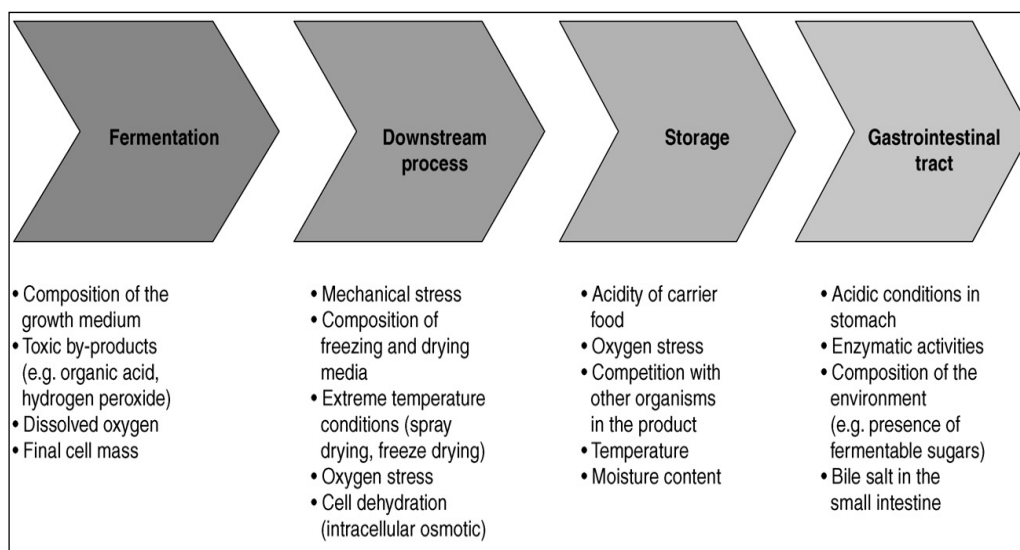 Fermentation
Downstream
process
Storage
Gastrointestinal
tract
• Composition of the
growth medium
• Toxic by-products
(e.g. organic acid,
hydrogen peroxide)
• Dissolved oxygen
• Final cell mass
• Mechanical stress
• Composition of
freezing and drying
media
• Extreme temperature
conditions (spray
drying, freeze drying)
• Oxygen stress
• Cell dehydration
(intracellular osmotic)
• Acidity of carrier
food
• Oxygen stress
• Competition with
other organisms
in the product
• Temperature
• Moisture content
• Acidic conditions in
stomach
• Enzymatic activities
• Composition of the
environment
(e.g. presence of
fermentable sugars)
• Bile salt in the
small intestine